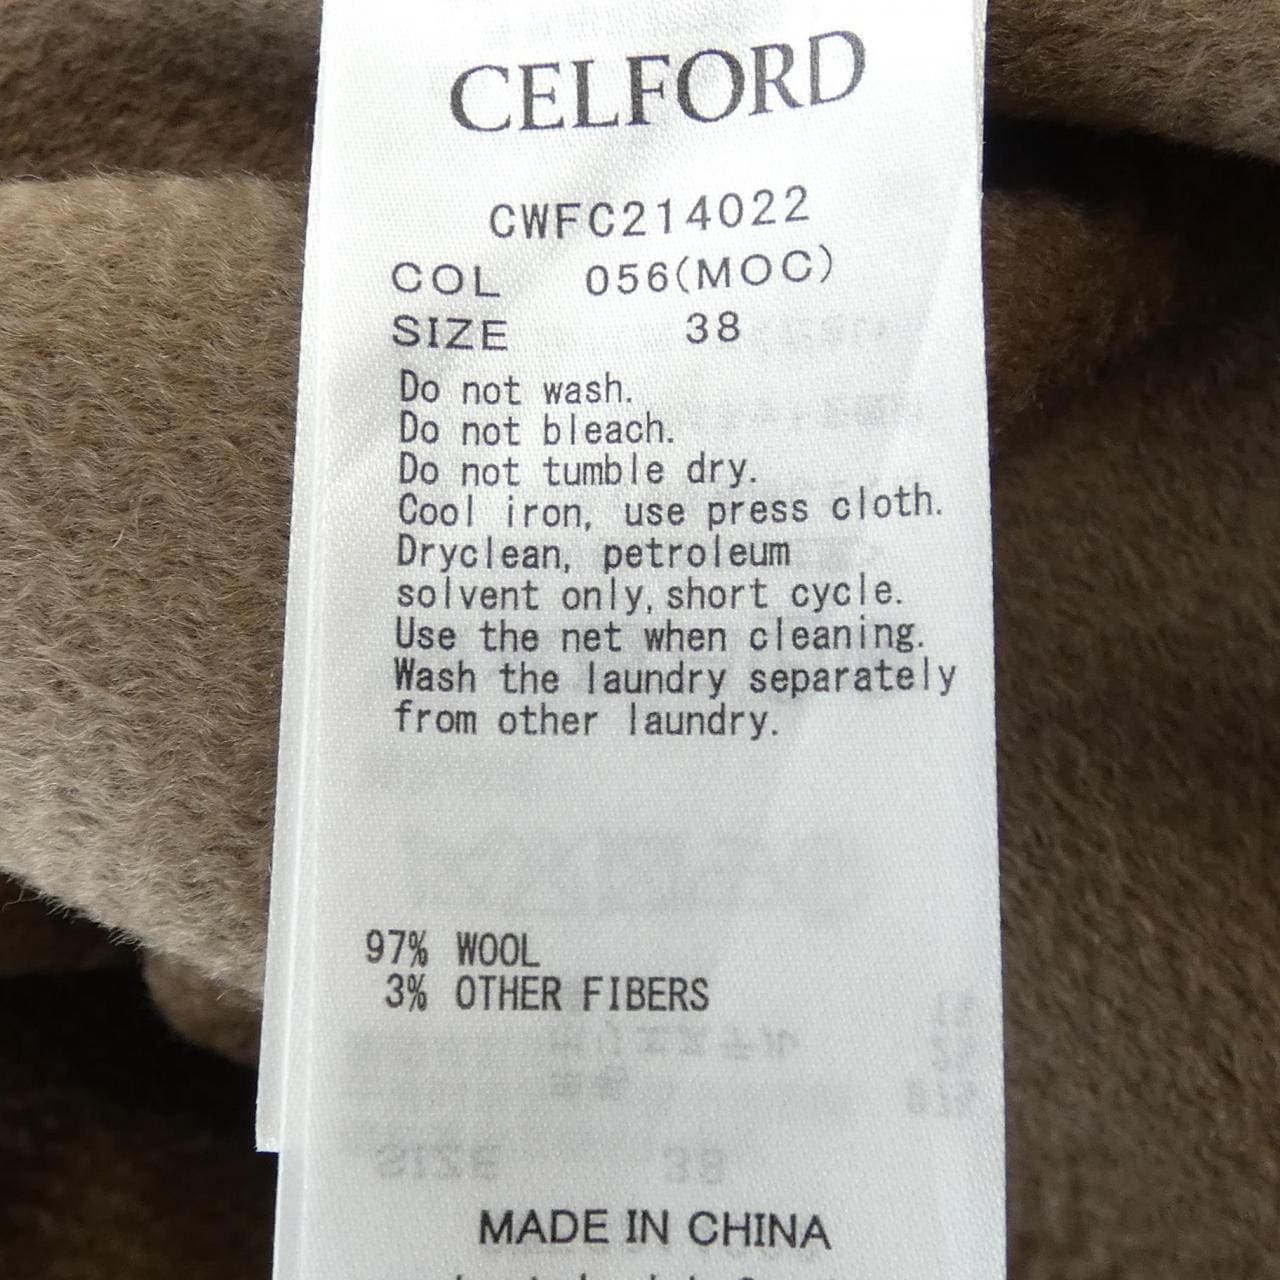 CELFORD
CWFC214022
COL 056(MOC)
SIZE 38
Do not wash.
Do not bleach.
Do not tumble dry.
Cool iron, use press cloth.
Dryclean, petroleum
solvent only, short cycle.
Use the net when cleaning.
Wash the laundry separately
from other laundry.
97% WOOL
3% OTHER FIBERS
MADE IN CHINA